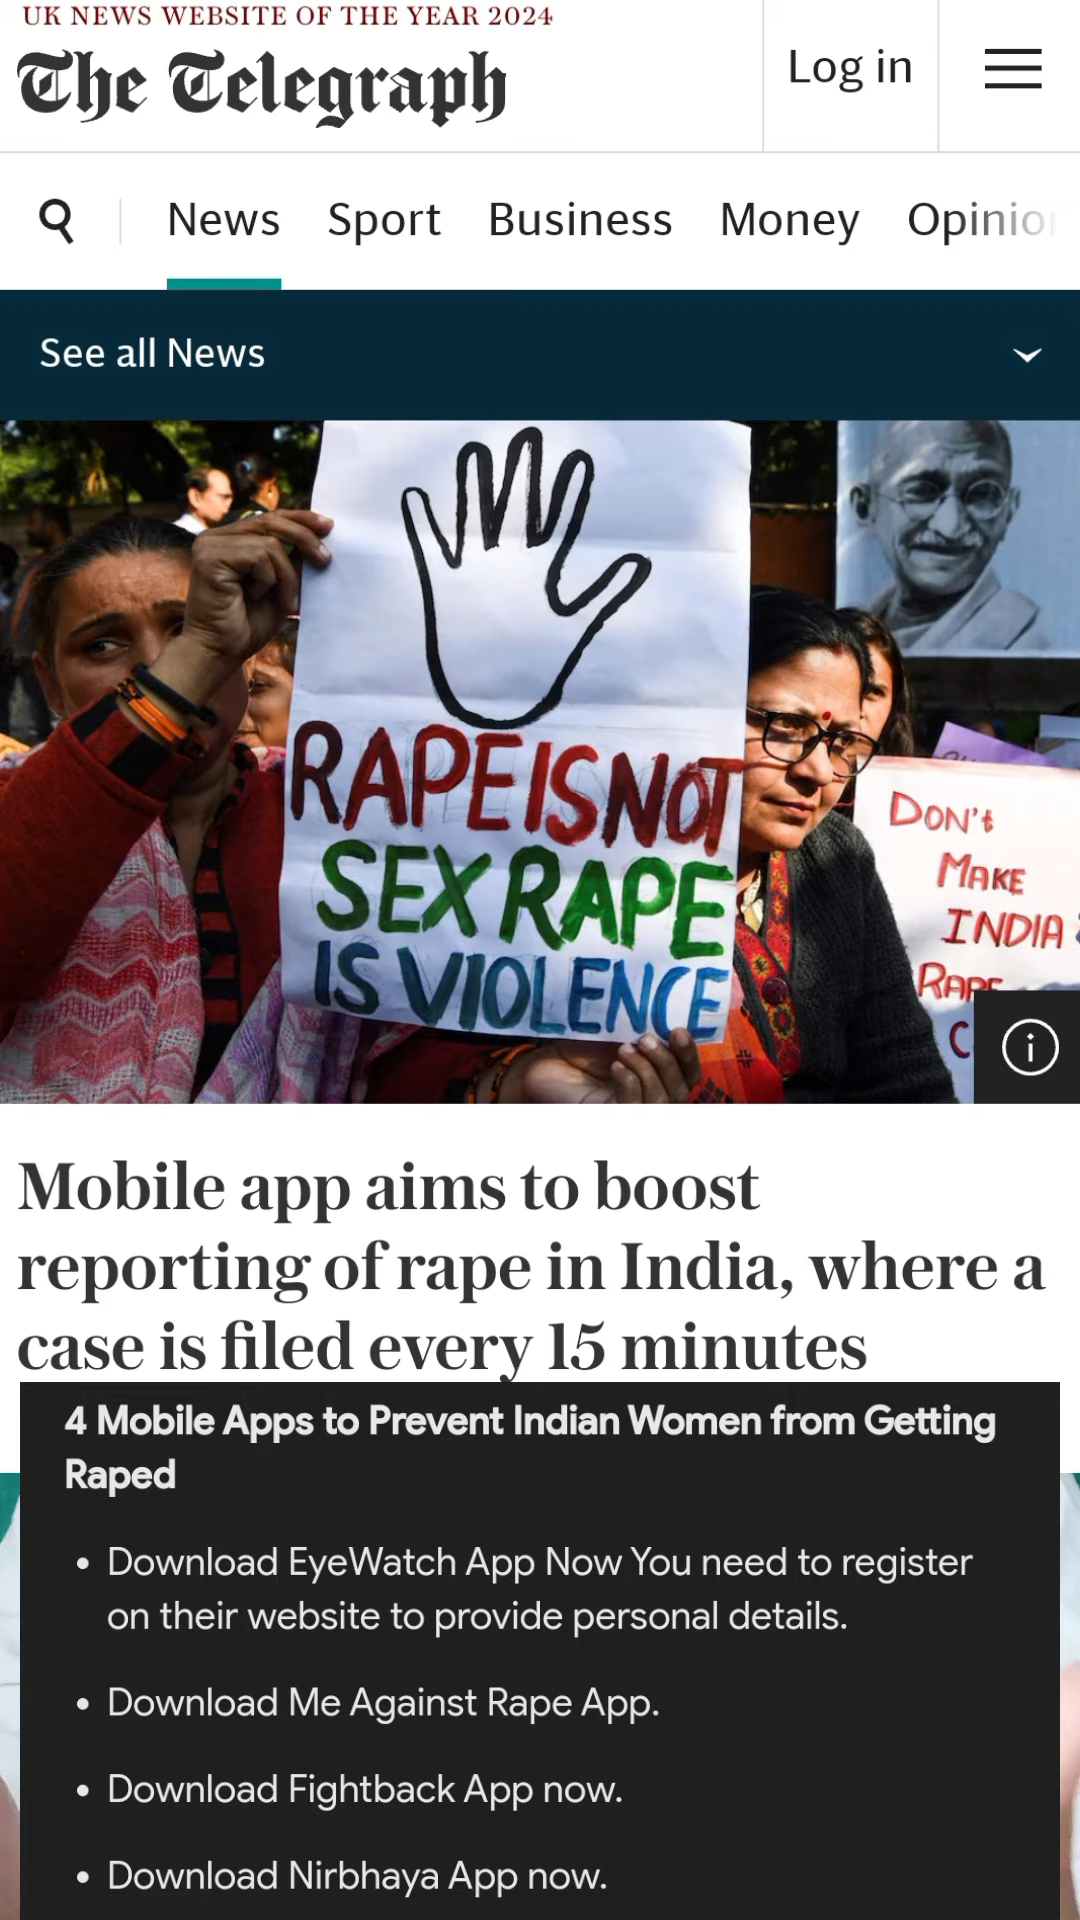 UK NEWS WEBSITE OF THE YEAR 2024
The Telegraph
Log in
News Sport Business Money Opinio
See all News
RAPE IS NOT
SEX RAPE
IS VIOLENCE
DON't
MAKE
INDIA
RAPE
C
Mobile app aims to boost
reporting of rape in India, where a
case is filed every 15 minutes
4 Mobile Apps to Prevent Indian Women from Getting
Raped
• Download EyeWatch App Now You need to register
on their website to provide personal details.
• Download Me Against Rape App.
• Download Fightback App now.
• Download Nirbhaya App now.